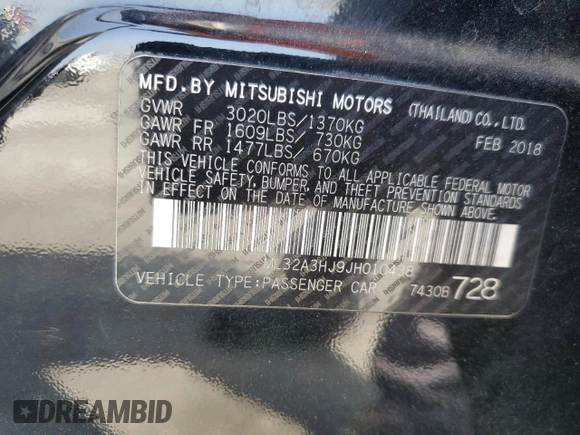 MFD.BY MITSUBISHI MOTORS (THAILAND)CO.,LTD.
GVWR 3020LBS/1370KG FEB 2018
GAWR FR 1609LBS/ 730KG
GAWR RR 1477LBS/ 670KG
THIS VEHICLE CONFORMS TO ALL APPLICABLE FEDERAL MOTOR
VEHICLE SAFETY, BUMPER, AND THEFT PREVENTION STANDARDS
IN EFFECT ON THE DATE OF MANUFACTURE SHOWN ABOVE.
ML32A3HJ9JH010438
VEHICLE TYPE:PASSENGER CAR 7430B 728
DREAMBID